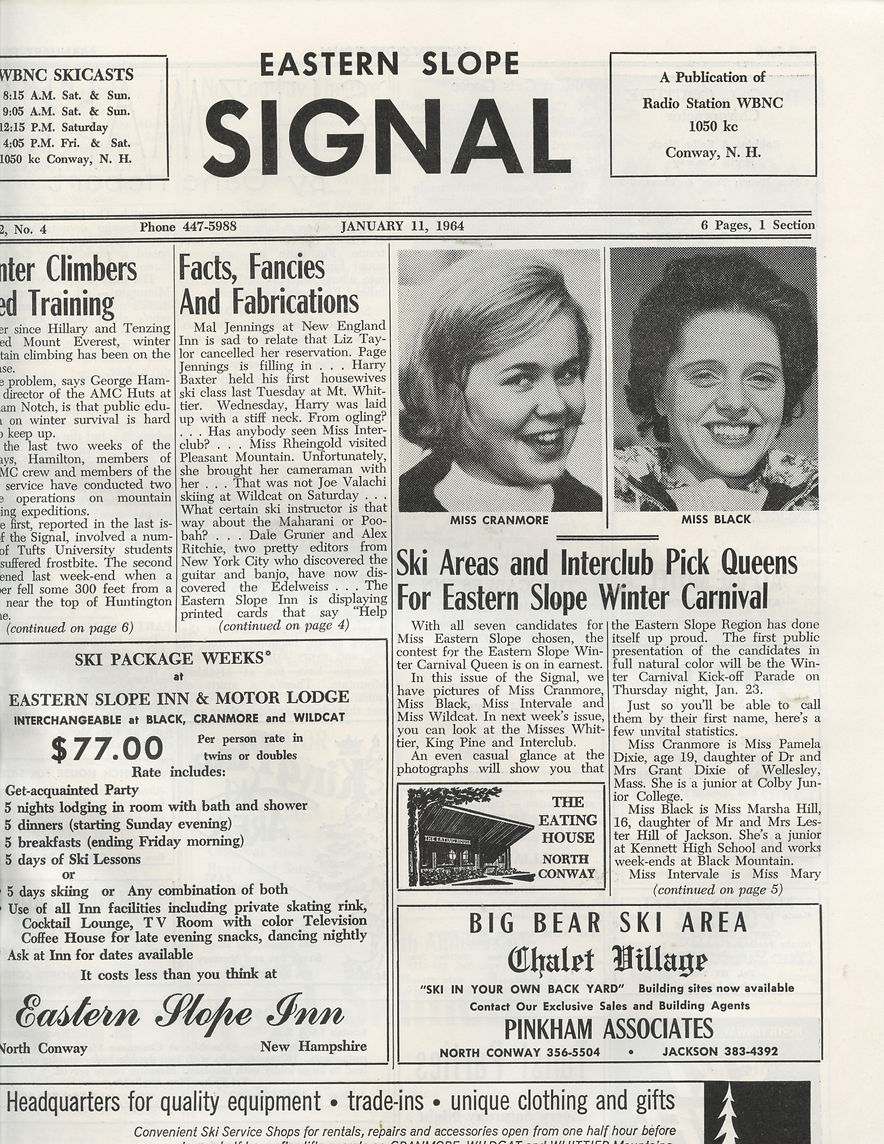 WBNC SKICASTS
8:15 A.M. Sat. & Sun.
9:05 A.M. Sat. & Sun.
12:15 P.M. Saturday
4:05 P.M. Fri. & Sat.
1050 kc Conway, N. H.
EASTERN SLOPE
SIGNAL
A Publication of
Radio Station WBNC
1050 kc
Conway, N. H.
2, No. 4
Phone 447-5988
JANUARY 11, 1964
6 Pages, 1 Section
nter Climbers
ed Training
er since Hillary and Tenzing
ed Mount Everest, winter
tain climbing has been on the
ase.
e problem, says George Ham-
director of the AMC Huts at
am Notch, is that public edu-
n on winter survival is hard
o keep up.
the last two weeks of the
ays, Hamilton, members of
MC crew and members of the
service have conducted two
e operations on mountain
ing expeditions.
e first, reported in the last is-
f the Signal, involved a num-
of Tufts University students
suffered frostbite. The second
ened last week-end when a
er fell some 300 feet from a
near the top of Huntington
ne.
(continued on page 6)
Facts, Fancies
And Fabrications
Mal Jennings at New England
Inn is sad to relate that Liz Tay-
lor cancelled her reservation. Page
Jennings is filling in . . . Harry
Baxter held his first housewives
ski class last Tuesday at Mt. Whit-
tier. Wednesday, Harry was laid
up with a stiff neck. From ogling?
. . Has anybody seen Miss Inter-
club? . . . Miss Rheingold visited
Pleasant Mountain. Unfortunately,
she brought her cameraman with
her . . . That was not Joe Valachi
skiing at Wildcat on Saturday . . .
What certain ski instructor is that
way about the Maharani or Poo-
bah? . . . Dale Gruner and Alex
Ritchie, two pretty editors from
New York City who discovered the
guitar and banjo, have now dis-
covered the Edelweiss . . . The
Eastern Slope Inn is displaying
printed cards that say "Help
(continued on page 4)
MISS CRANMORE
MISS BLACK
Ski Areas and Interclub Pick Queens
For Eastern Slope Winter Carnival
With all seven candidates for
Miss Eastern Slope chosen, the
contest for the Eastern Slope Win-
ter Carnival Queen is on in earnest.
In this issue of the Signal, we
have pictures of Miss Cranmore,
Miss Black, Miss Intervale and
Miss Wildcat. In next week's issue,
you can look at the Misses Whit-
tier, King Pine and Interclub.
An even casual glance at the
photographs will show you that
the Eastern Slope Region has done
itself up proud. The first public
presentation of the candidates in
full natural color will be the Win-
ter Carnival Kick-off Parade on
Thursday night, Jan. 23.
Just so you'll be able to call
them by their first name, here's a
few unvital statistics.
Miss Cranmore is Miss Pamela
Dixie, age 19, daughter of Dr and
Mrs Grant Dixie of Wellesley,
Mass. She is a junior at Colby Jun-
ior College.
Miss Black is Miss Marsha Hill,
16, daughter of Mr and Mrs Les-
ter Hill of Jackson. She's a junior
at Kennett High School and works
week-ends at Black Mountain.
Miss Intervale is Miss Mary
(continued on page 5)
SKI PACKAGE WEEKS*
at
EASTERN SLOPE INN & MOTOR LODGE
INTERCHANGEABLE at BLACK, CRANMORE and WILDCAT
$77.00
Per person rate in
twins or doubles
Rate includes:
Get-acquainted Party
5 nights lodging in room with bath and shower
5 dinners (starting Sunday evening)
5 breakfasts (ending Friday morning)
5 days of Ski Lessons
or
5 days skiing or Any combination of both
Use of all Inn facilities including private skating rink,
Cocktail Lounge, TV Room with color Television
Coffee House for late evening snacks, dancing nightly
Ask at Inn for dates available
It costs less than you think at
Eastern Slope Inn
North Conway
New Hampshire
THE EATING HOUSE
THE
EATING
HOUSE
NORTH
CONWAY
BIG BEAR SKI AREA
Chalet Village
"SKI IN YOUR OWN BACK YARD" Building sites now available
Contact Our Exclusive Sales and Building Agents
PINKHAM ASSOCIATES
NORTH CONWAY 356-5504 • JACKSON 383-4392
Headquarters for quality equipment • trade-ins • unique clothing and gifts
Convenient Ski Service Shops for rentals, repairs and accessories open from one half hour before